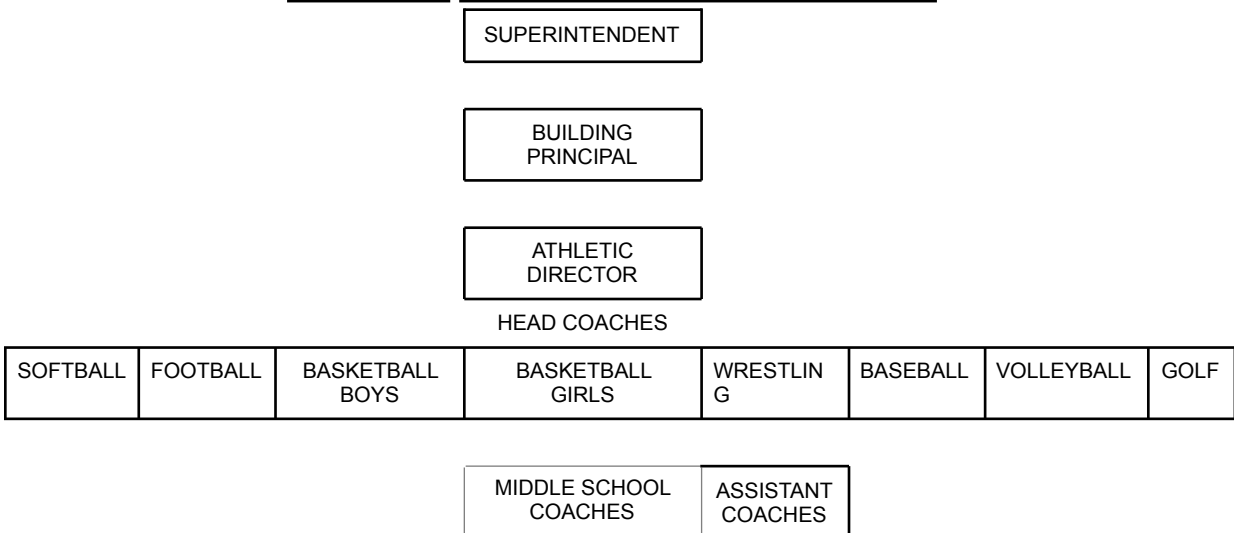 SUPERINTENDENT
BUILDING
PRINCIPAL
ATHLETIC
DIRECTOR
HEAD COACHES
SOFTBALL FOOTBALL BASKETBALL BASKETBALL WRESTLIN BASEBALL VOLLEYBALL GOLF
BOYS GIRLS G
MIDDLE SCHOOL ASSISTANT
COACHES COACHES